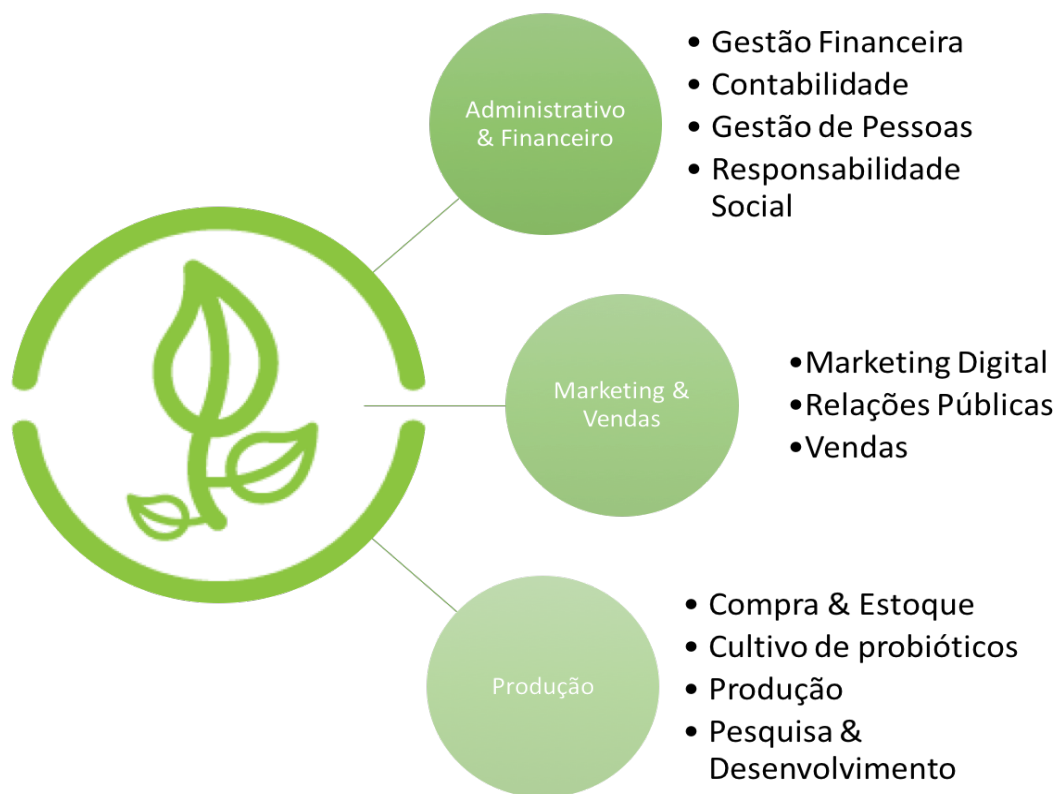 Administrativo
& Financeiro
• Gestão Financeira
• Contabilidade
• Gestão de Pessoas
• Responsabilidade
Social
Marketing &
Vendas
•Marketing Digital
•Relações Públicas
•Vendas
Produção
• Compra & Estoque
• Cultivo de probióticos
• Produção
• Pesquisa &
Desenvolvimento